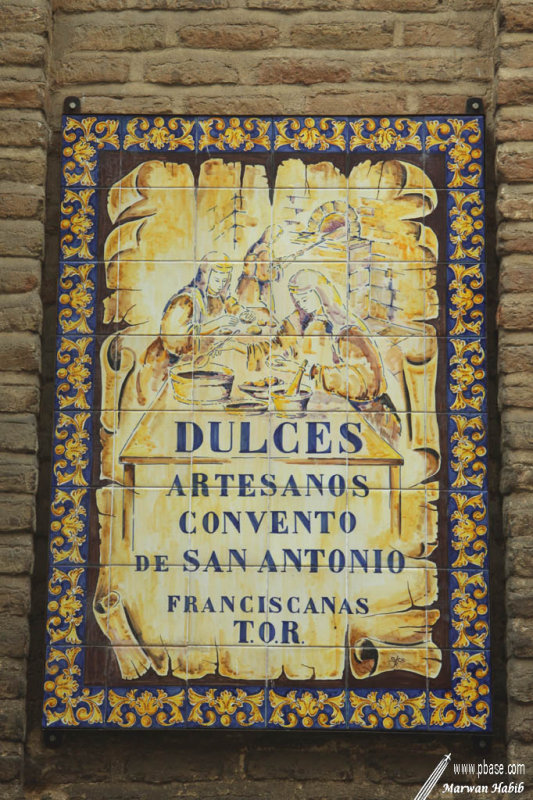 DULCES
ARTESANOS
CONVENTO
DE SAN ANTONIO
FRANCISCANAS
T.O.R.
www.pbase.com
Marwan Habib